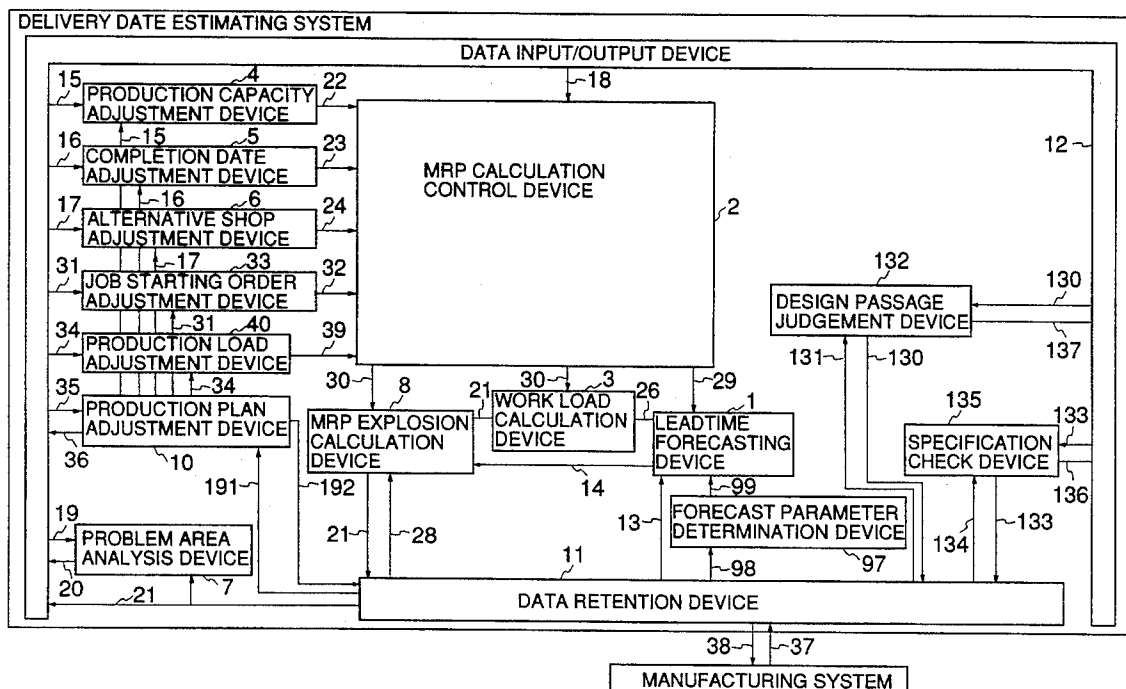 DELIVERY DATE ESTIMATING SYSTEM
DATA INPUT/OUTPUT DEVICE
4
18
15
PRODUCTION CAPACITY
ADJUSTMENT DEVICE
22
15
5
16
COMPLETION DATE
ADJUSTMENT DEVICE
23
12
MRP CALCULATION
CONTROL DEVICE
16
6
2
17
ALTERNATIVE SHOP
ADJUSTMENT DEVICE
24
17
33
31
JOB STARTING ORDER
ADJUSTMENT DEVICE
32
132
130
DESIGN PASSAGE
JUDGEMENT DEVICE
31
40
34
PRODUCTION LOAD
ADJUSTMENT DEVICE
39
137
131
130
34
30
8
30
3
29
35
PRODUCTION PLAN
ADJUSTMENT DEVICE
36
10
MRP EXPLOSION
CALCULATION
DEVICE
21
WORK LOAD
CALCULATION
DEVICE
26
1
LEADTIME
FORECASTING
DEVICE
135
133
SPECIFICATION
CHECK DEVICE
136
14
191
192
99
19
PROBLEM AREA
ANALYSIS DEVICE
20
7
21
21
28
13
FORECAST PARAMETER
DETERMINATION DEVICE
97
98
134
133
11
DATA RETENTION DEVICE
38
37
MANUFACTURING SYSTEM